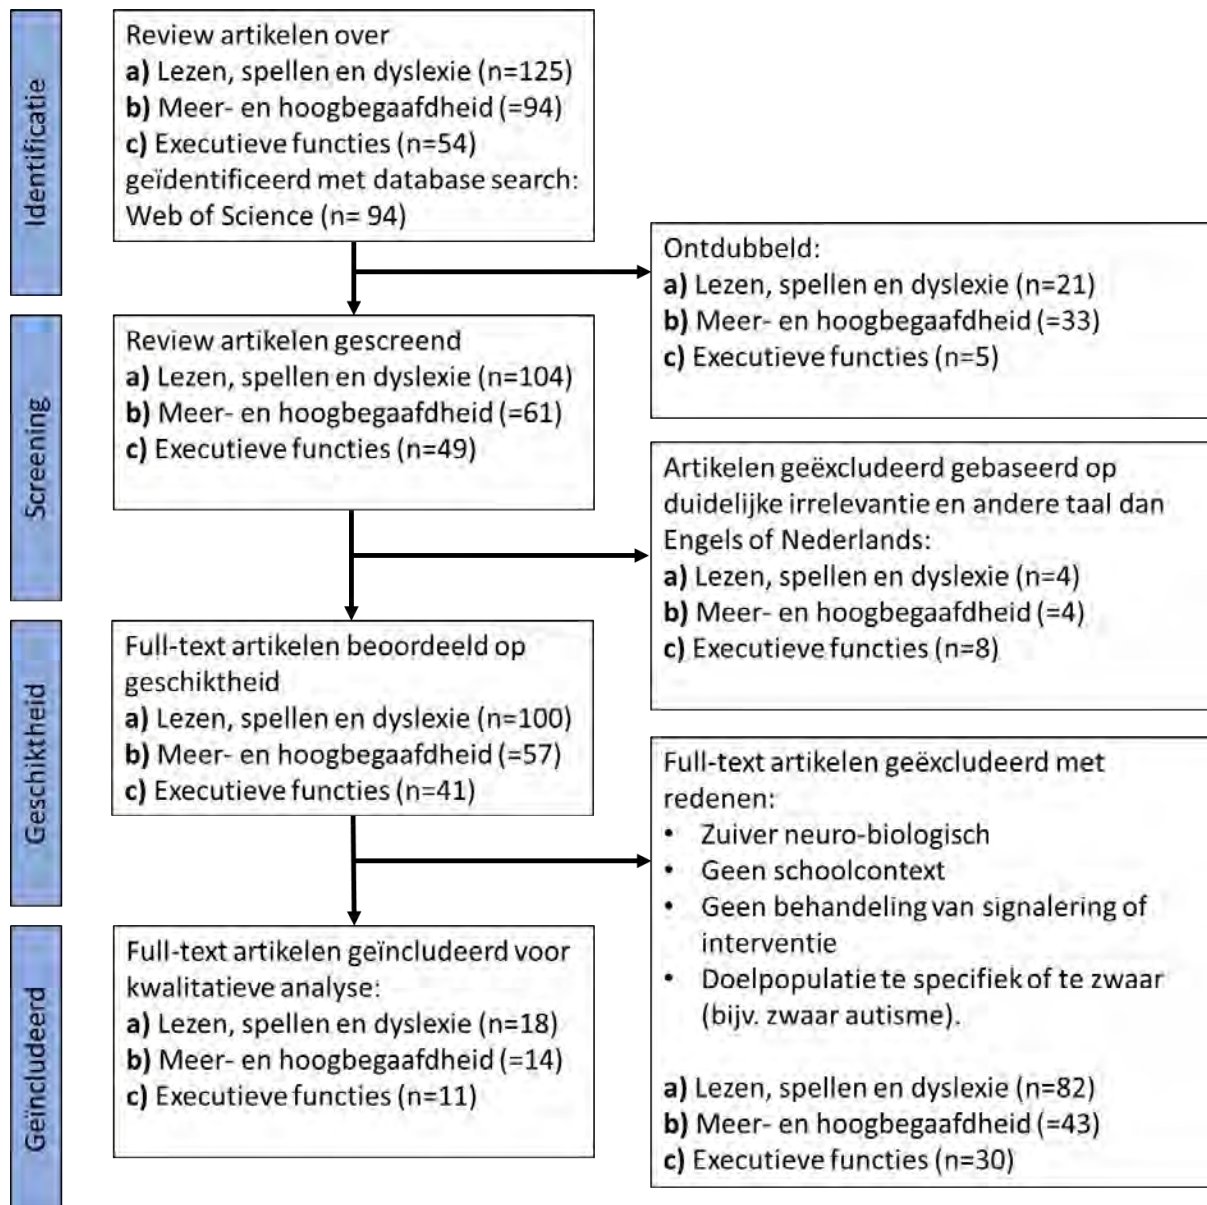 Identificatie
Review artikelen over
a) Lezen, spellen en dyslexie (n=125)
b) Meer- en hoogbegaafdheid (=94)
c) Executieve functies (n=54)
geïdentificeerd met database search:
Web of Science (n= 94)
Ontdubbeld:
a) Lezen, spellen en dyslexie (n=21)
b) Meer- en hoogbegaafdheid (=33)
c) Executieve functies (n=5)
Screening
Review artikelen gescreend
a) Lezen, spellen en dyslexie (n=104)
b) Meer- en hoogbegaafdheid (=61)
c) Executieve functies (n=49)
Artikelen geëxcludeerd gebaseerd op
duidelijke irrelevantie en andere taal dan
Engels of Nederlands:
a) Lezen, spellen en dyslexie (n=4)
b) Meer- en hoogbegaafdheid (=4)
c) Executieve functies (n=8)
Geschiktheid
Full-text artikelen beoordeeld op
geschiktheid
a) Lezen, spellen en dyslexie (n=100)
b) Meer- en hoogbegaafdheid (=57)
c) Executieve functies (n=41)
Full-text artikelen geëxcludeerd met
redenen:
• Zuiver neuro-biologisch
• Geen schoolcontext
• Geen behandeling van signalering of
interventie
• Doelpopulatie te specifiek of te zwaar
(bijv. zwaar autisme).
a) Lezen, spellen en dyslexie (n=82)
b) Meer- en hoogbegaafdheid (=43)
c) Executieve functies (n=30)
Geïncludeerd
Full-text artikelen geïncludeerd voor
kwalitatieve analyse:
a) Lezen, spellen en dyslexie (n=18)
b) Meer- en hoogbegaafdheid (=14)
c) Executieve functies (n=11)